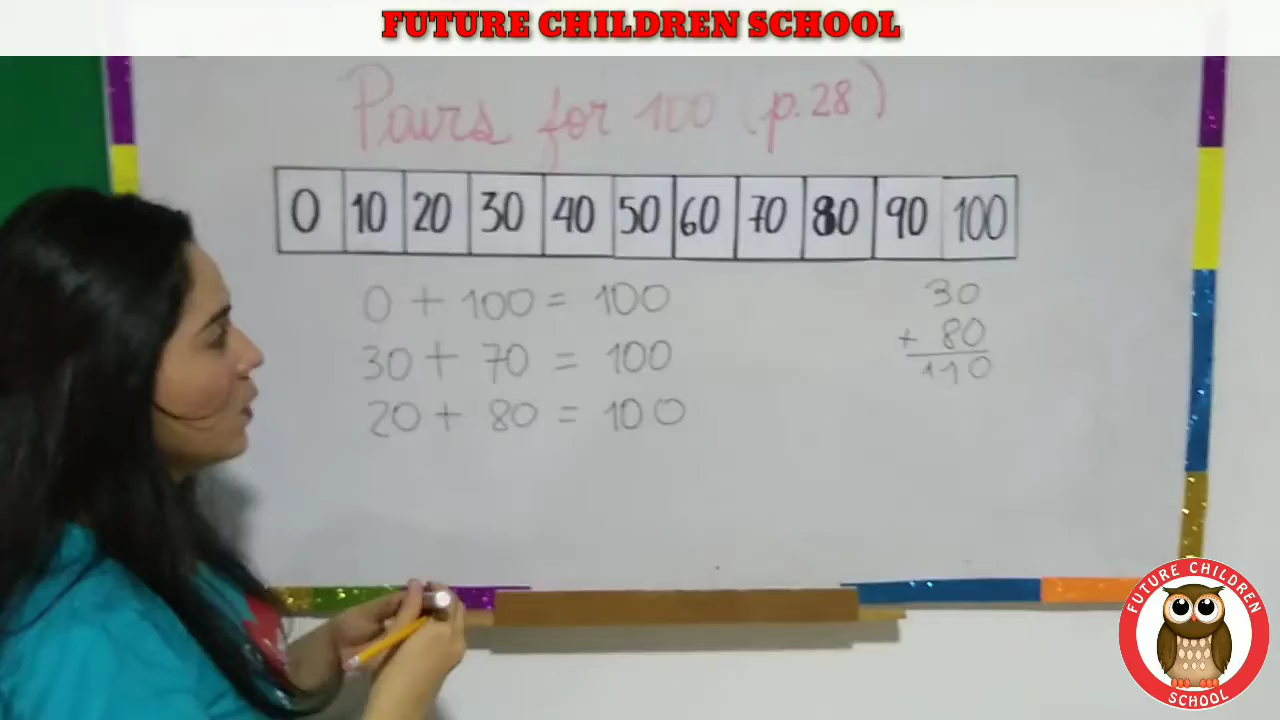 FUTURE CHILDREN SCHOOL
Pairs for 100 (p.28)
0 10 20 30 40 50 60 70 80 90 100
0 + 100 = 100
30 + 70 = 100
20 + 80 = 100
30
+ 80
110
FUTURE CHILDREN
SCHOOL